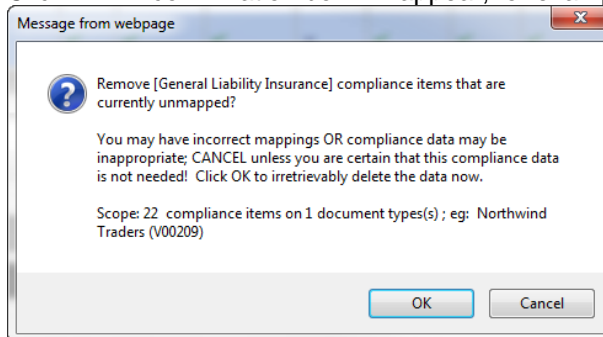 Message from webpage
Remove [General Liability Insurance] compliance items that are
currently unmapped?
You may have incorrect mappings OR compliance data may be
inappropriate; CANCEL unless you are certain that this compliance data
is not needed!  Click OK to irretrievably delete the data now.
Scope: 22  compliance items on 1 document types(s) ; eg:  Northwind
Traders (V00209)
OK
Cancel